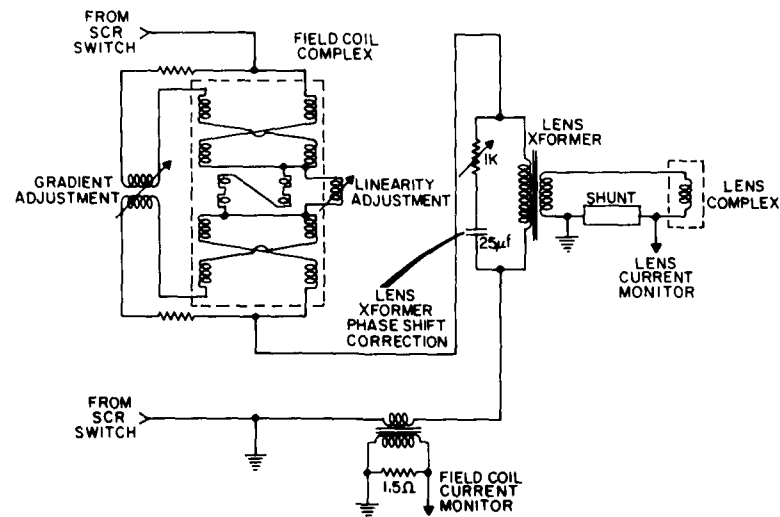 FROM
SCR
SWITCH
FIELD COIL
COMPLEX
GRADIENT
ADJUSTMENT
LINEARITY
ADJUSTMENT
1K
25µf
LENS
XFORMER
SHUNT
LENS
COMPLEX
LENS
CURRENT
MONITOR
LENS
XFORMER
PHASE SHIFT
CORRECTION
FROM
SCR
SWITCH
1.5Ω
FIELD COIL
CURRENT
MONITOR